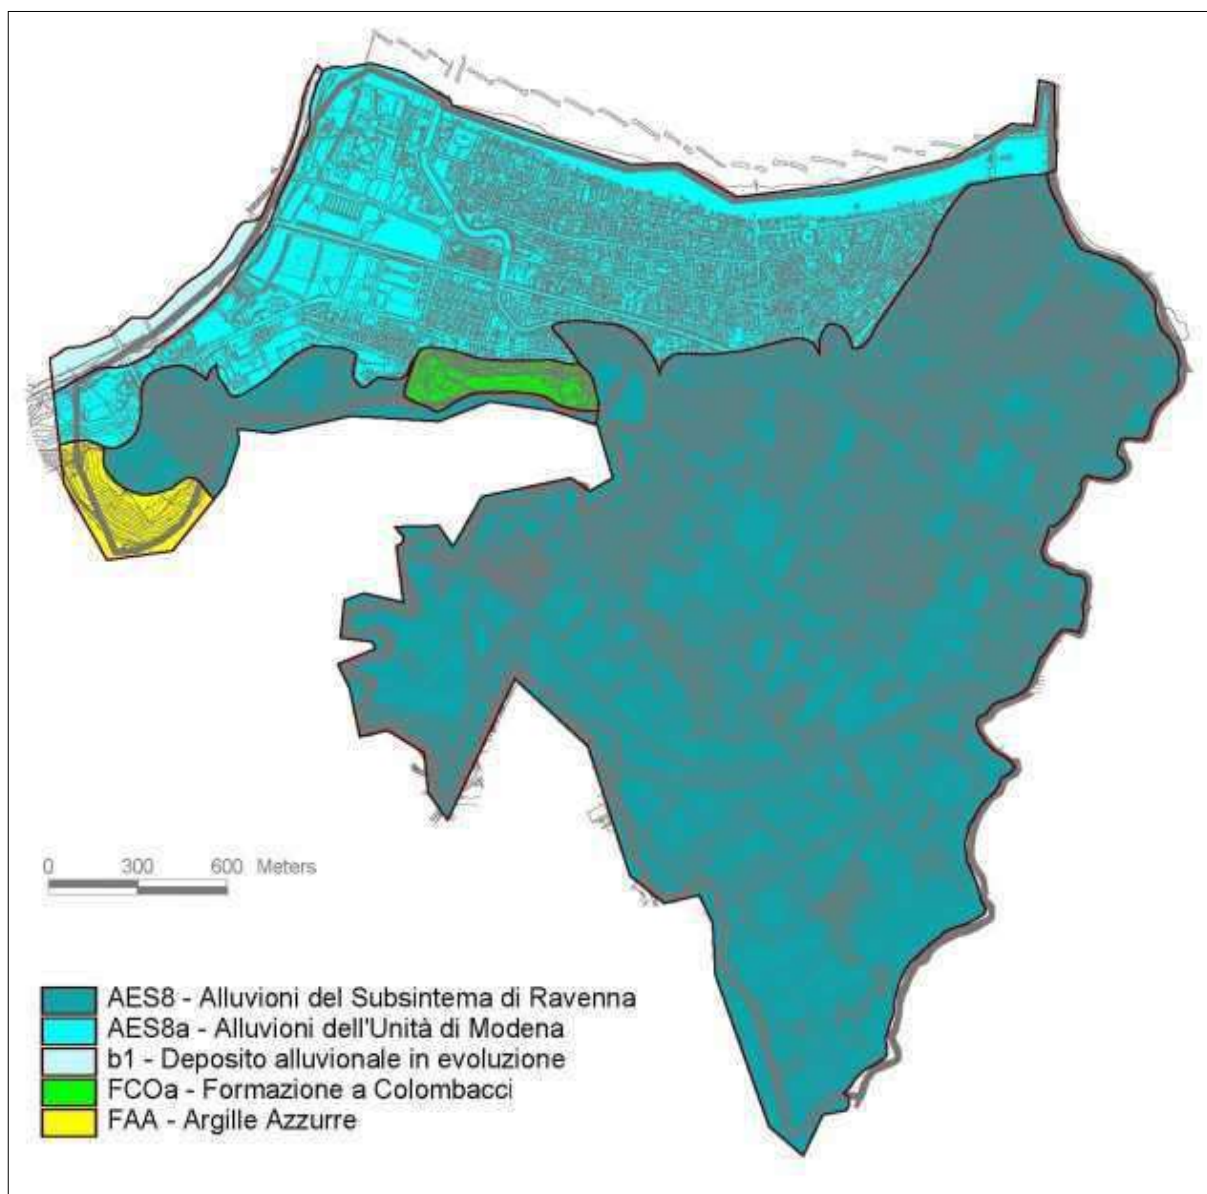 0 300 600 Meters
AES8 - Alluvioni del Subsintema di Ravenna
AES8a - Alluvioni dell'Unità di Modena
b1 - Deposito alluvionale in evoluzione
FCOa - Formazione a Colombacci
FAA - Argille Azzurre